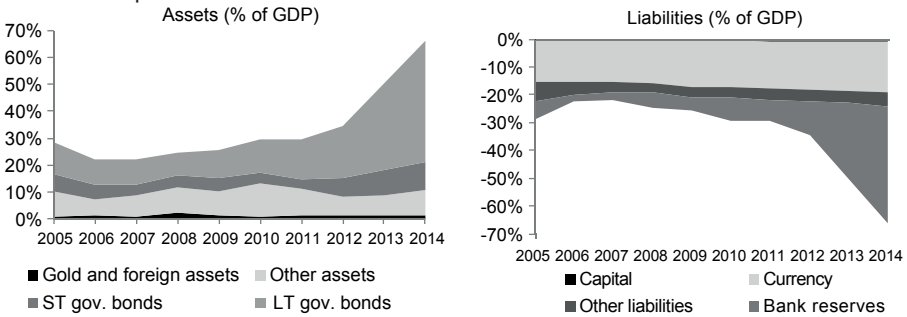 Assets (% of GDP)
70%
60%
50%
40%
30%
20%
10%
0%
2005 2006 2007 2008 2009 2010 2011 2012 2013 2014
Gold and foreign assets Other assets
ST gov. bonds LT gov. bonds
Liabilities (% of GDP)
0%
-10%
-20%
-30%
-40%
-50%
-60%
-70%
2005 2006 2007 2008 2009 2010 2011 2012 2013 2014
Capital Currency
Other liabilities Bank reserves